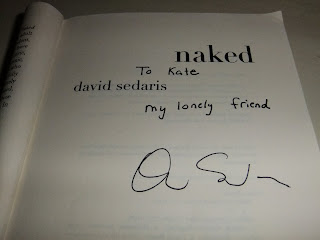 naked
To Kate
david sedaris
my lonely friend